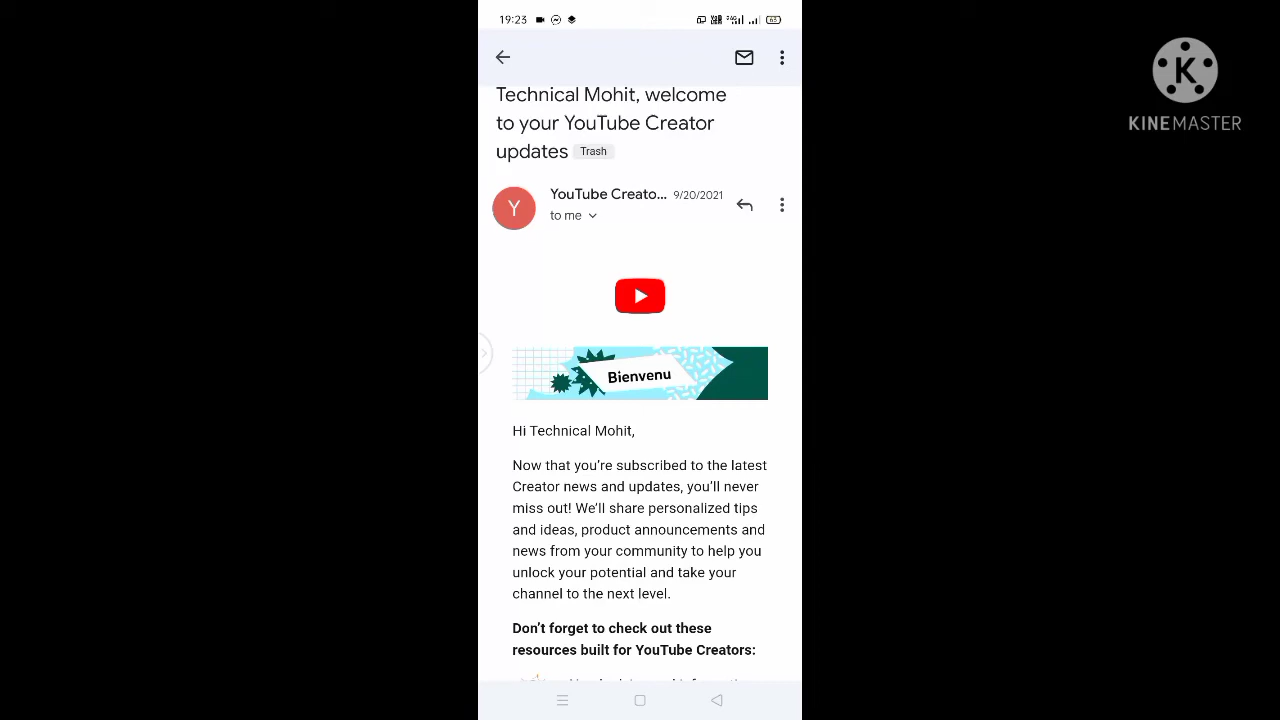 19:23
63
Technical Mohit, welcome
to your YouTube Creator
updates Trash
YouTube Creato... 9/20/2021
to me
Y
K
KINEMASTER
Bienvenu
Hi Technical Mohit,
Now that you’re subscribed to the latest
Creator news and updates, you’ll never
miss out! We’ll share personalized tips
and ideas, product announcements and
news from your community to help you
unlock your potential and take your
channel to the next level.
Don’t forget to check out these
resources built for YouTube Creators: